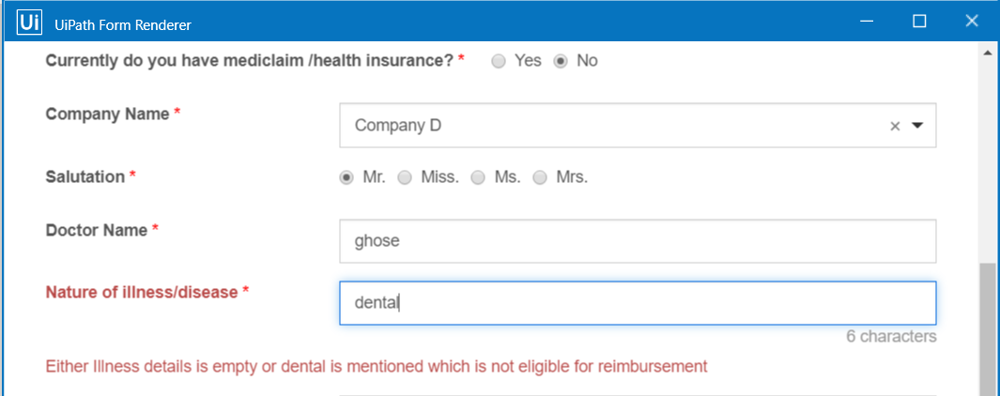 Ui UiPath Form Renderer
Currently do you have mediclaim /health insurance? * Yes No
Company Name * Company D
Salutation * Mr. Miss. Ms. Mrs.
Doctor Name * ghose
Nature of illness/disease * dental
6 characters
Either Illness details is empty or dental is mentioned which is not eligible for reimbursement